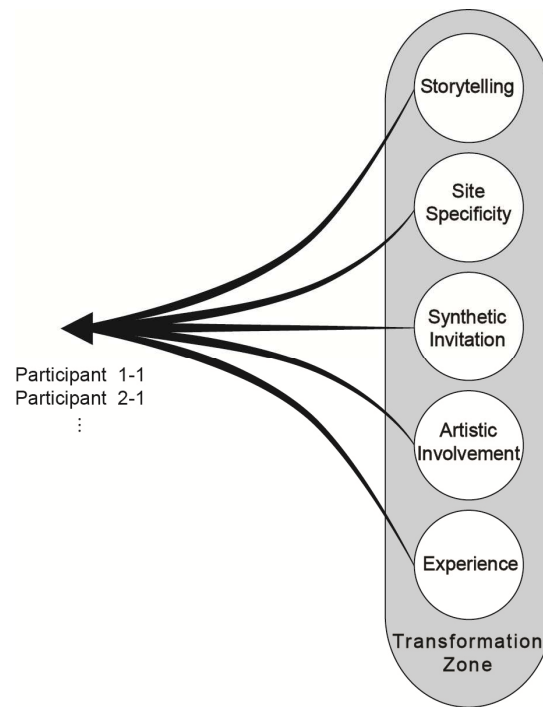 Storytelling
Site
Specificity
Synthetic
Invitation
Participant 1-1
Participant 2-1
⋮
Artistic
Involvement
Experience
Transformation
Zone